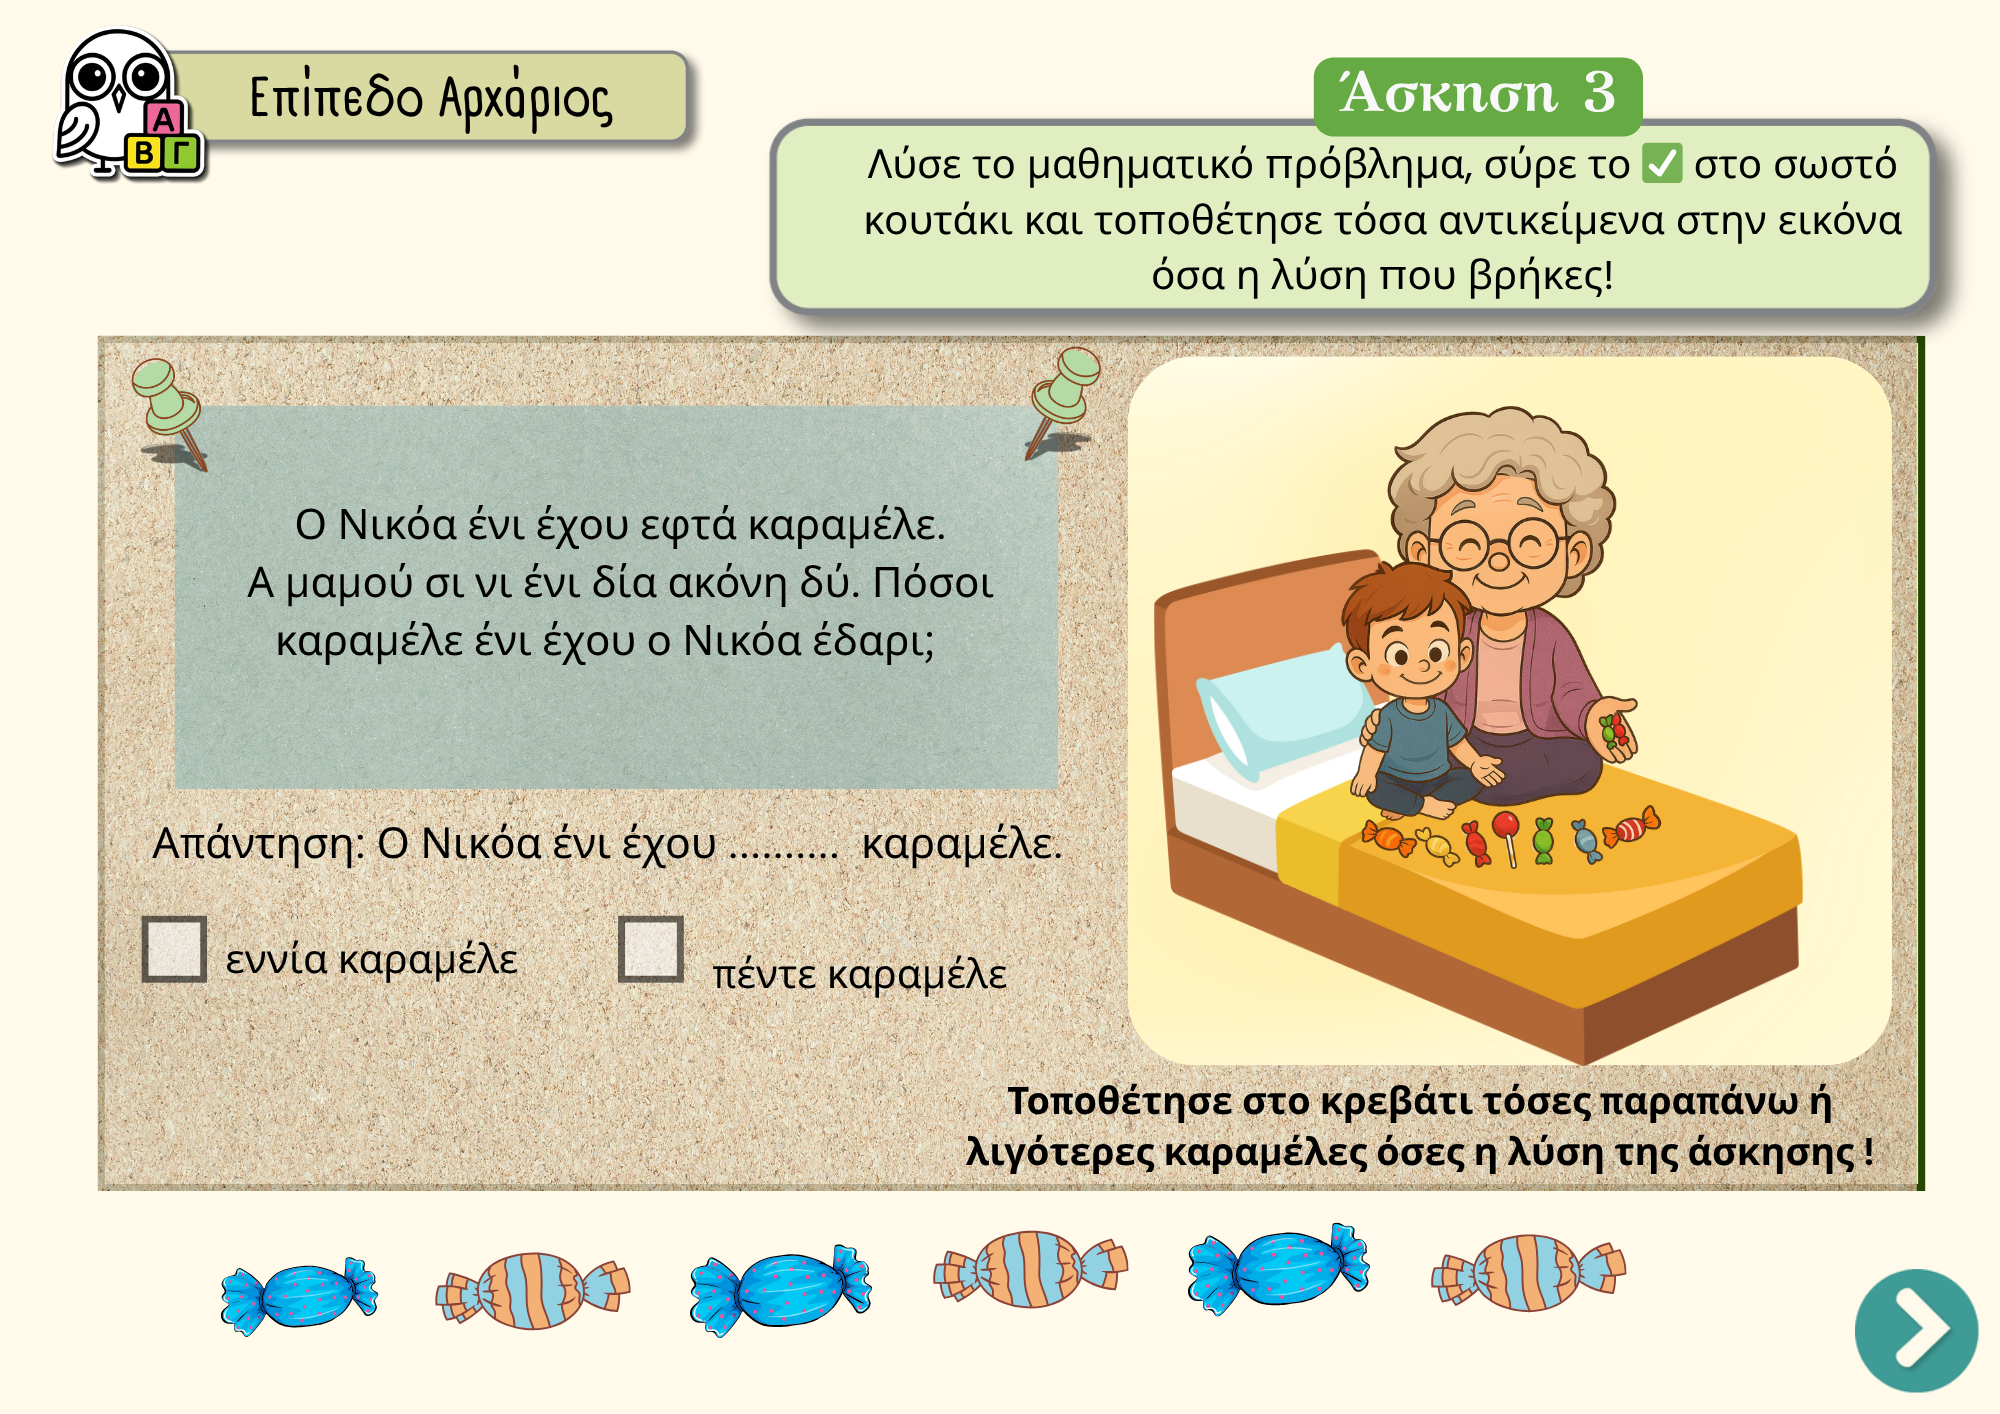 Επίπεδο Αρχάριος
Α
Β Γ
Άσκηση 3
Λύσε το μαθηματικό πρόβλημα, σύρε το ✅ στο σωστό
κουτάκι και τοποθέτησε τόσα αντικείμενα στην εικόνα
όσα η λύση που βρήκες!
Ο Νικόα ένι έχου εφτά καραμέλε.
Α μαμού σι νι ένι δία ακόνη δύ. Πόσοι
καραμέλε ένι έχου ο Νικόα έδαρι;
Απάντηση: Ο Νικόα ένι έχου .......... καραμέλε.
εννία καραμέλε
πέντε καραμέλε
Τοποθέτησε στο κρεβάτι τόσες παραπάνω ή
λιγότερες καραμέλες όσες η λύση της άσκησης !